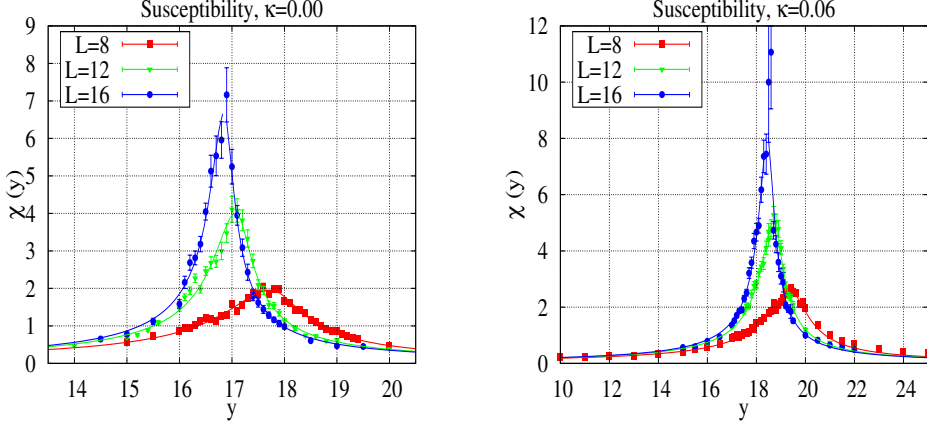 Susceptibility, κ=0.00
9
8
7
6
5
4
3
2
1
0
χ (y)
L=8
L=12
L=16
14 15 16 17 18 19 20
y
Susceptibility, κ=0.06
12
10
8
6
4
2
0
χ (y)
L=8
L=12
L=16
10 12 14 16 18 20 22 24
y